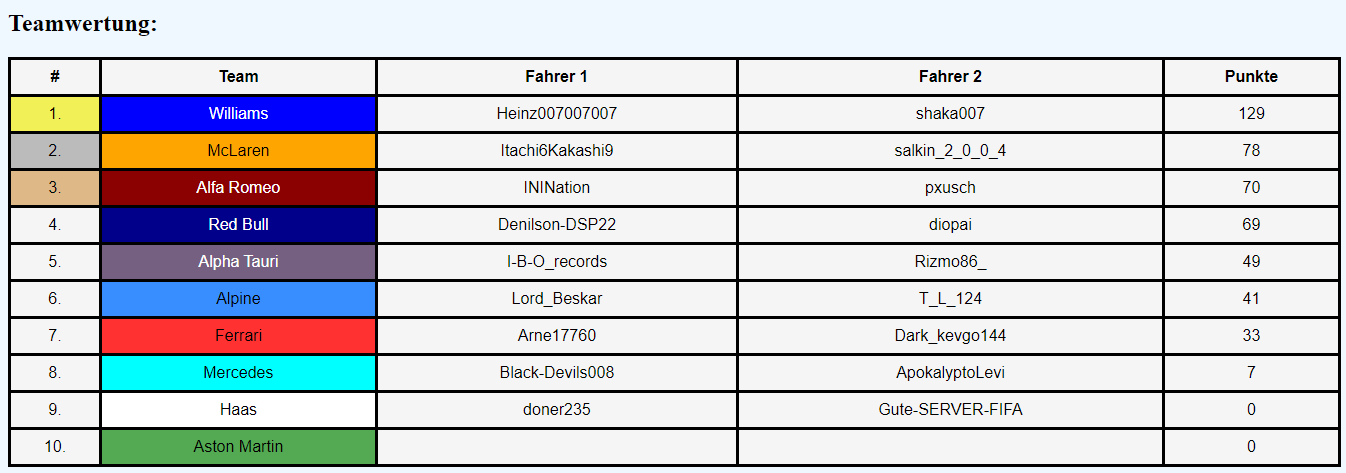 Teamwertung:
# Team Fahrer 1 Fahrer 2 Punkte
1. Williams Heinz007007007 shaka007 129
2. McLaren Itachi6Kakashi9 salkin_2_0_0_4 78
3. Alfa Romeo ININation pxusch 70
4. Red Bull Denilson-DSP22 diopai 69
5. Alpha Tauri I-B-O_records Rizmo86_ 49
6. Alpine Lord_Beskar T_L_124 41
7. Ferrari Arne17760 Dark_kevgo144 33
8. Mercedes Black-Devils008 ApokalyptoLevi 7
9. Haas doner235 Gute-SERVER-FIFA 0
10. Aston Martin 0